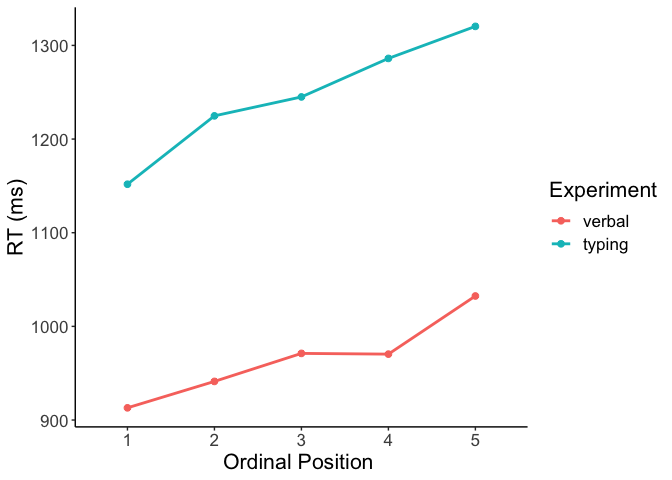 1300
1200
1100
1000
900
RT (ms)
1
2
3
4
5
Ordinal Position
Experiment
verbal
typing